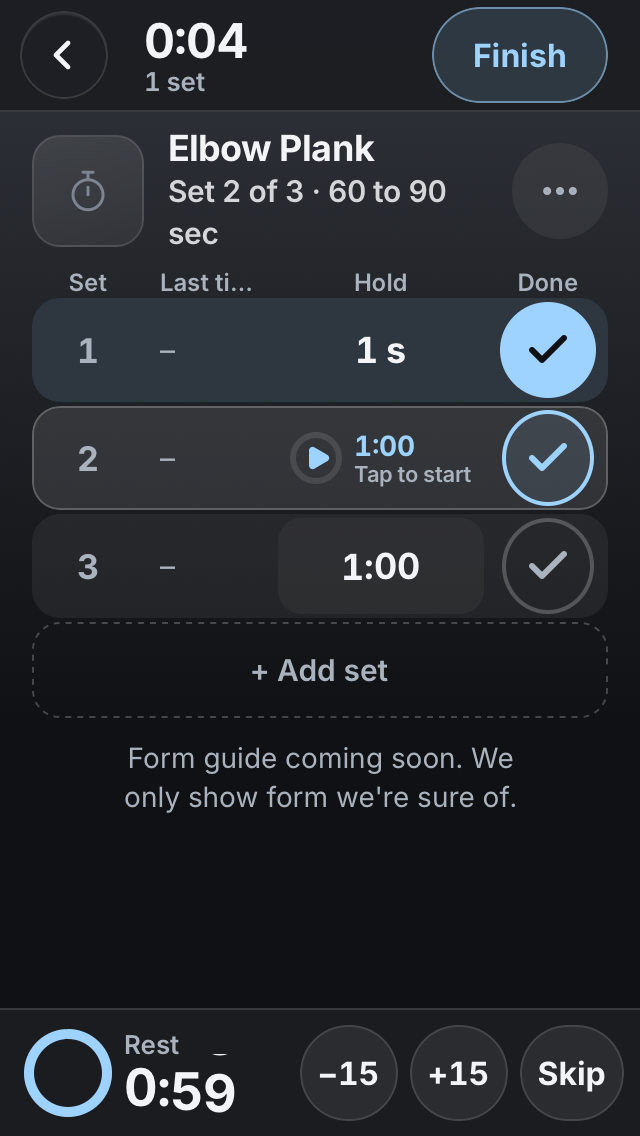 0:04
1 set
Finish
Elbow Plank
Set 2 of 3 · 60 to 90
sec
Set Last ti... Hold Done
1 – 1 s
2 – 1:00
Tap to start
3 – 1:00
+ Add set
Form guide coming soon. We
only show form we're sure of.
Rest
0:59
−15 +15 Skip